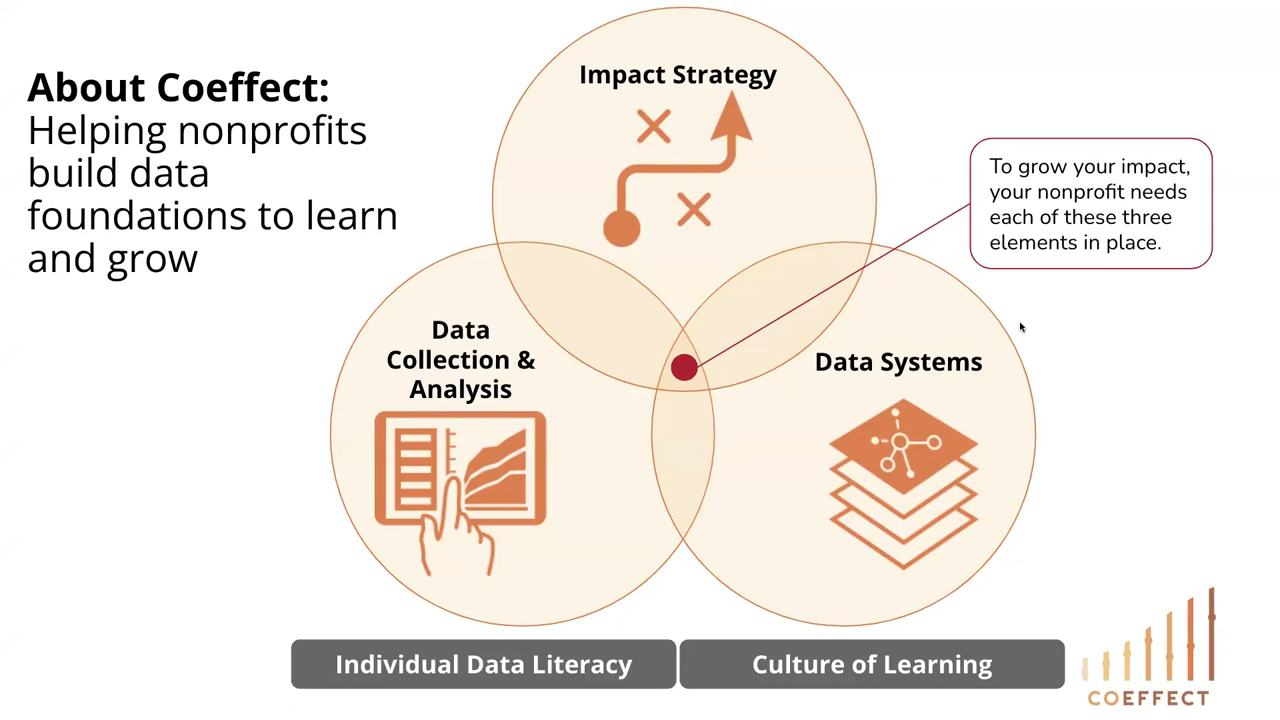 About Coeffect:
Helping nonprofits
build data
foundations to learn
and grow
Impact Strategy
To grow your impact,
your nonprofit needs
each of these three
elements in place.
Data
Collection &
Analysis
Data Systems
Individual Data Literacy
Culture of Learning
COEFFECT